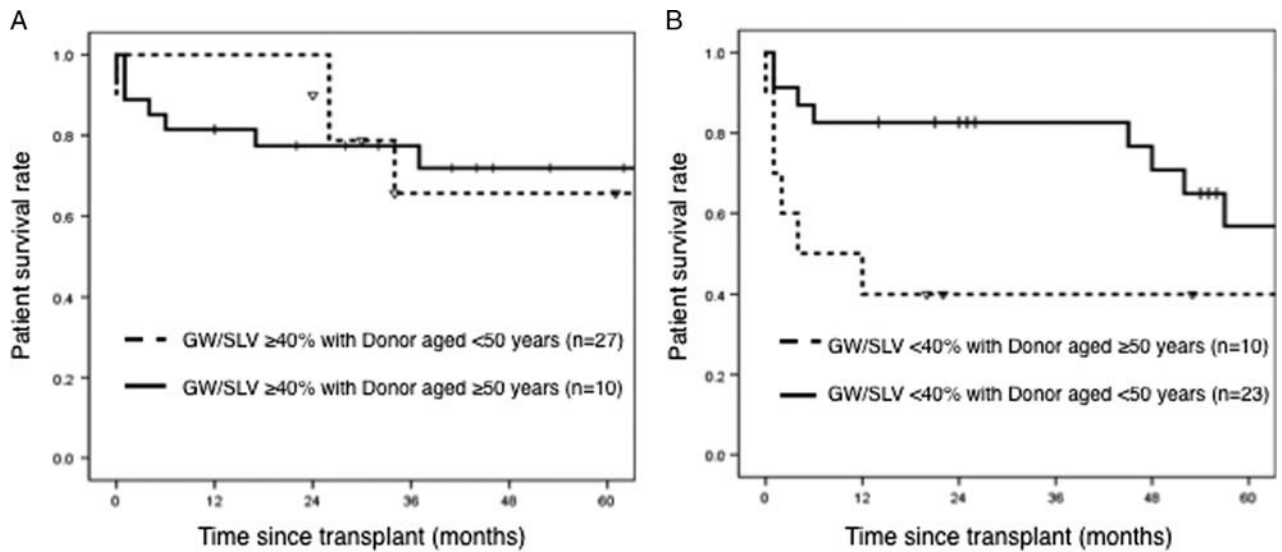 A
Patient survival rate
1.0
0.8
0.6
0.4
0.2
0.0
GW/SLV ≥40% with Donor aged <50 years (n=27)
GW/SLV ≥40% with Donor aged ≥50 years (n=10)
0 12 24 36 48 60
Time since transplant (months)
B
Patient survival rate
1.0
0.8
0.6
0.4
0.2
0.0
GW/SLV <40% with Donor aged ≥50 years (n=10)
GW/SLV <40% with Donor aged <50 years (n=23)
0 12 24 36 48 60
Time since transplant (months)